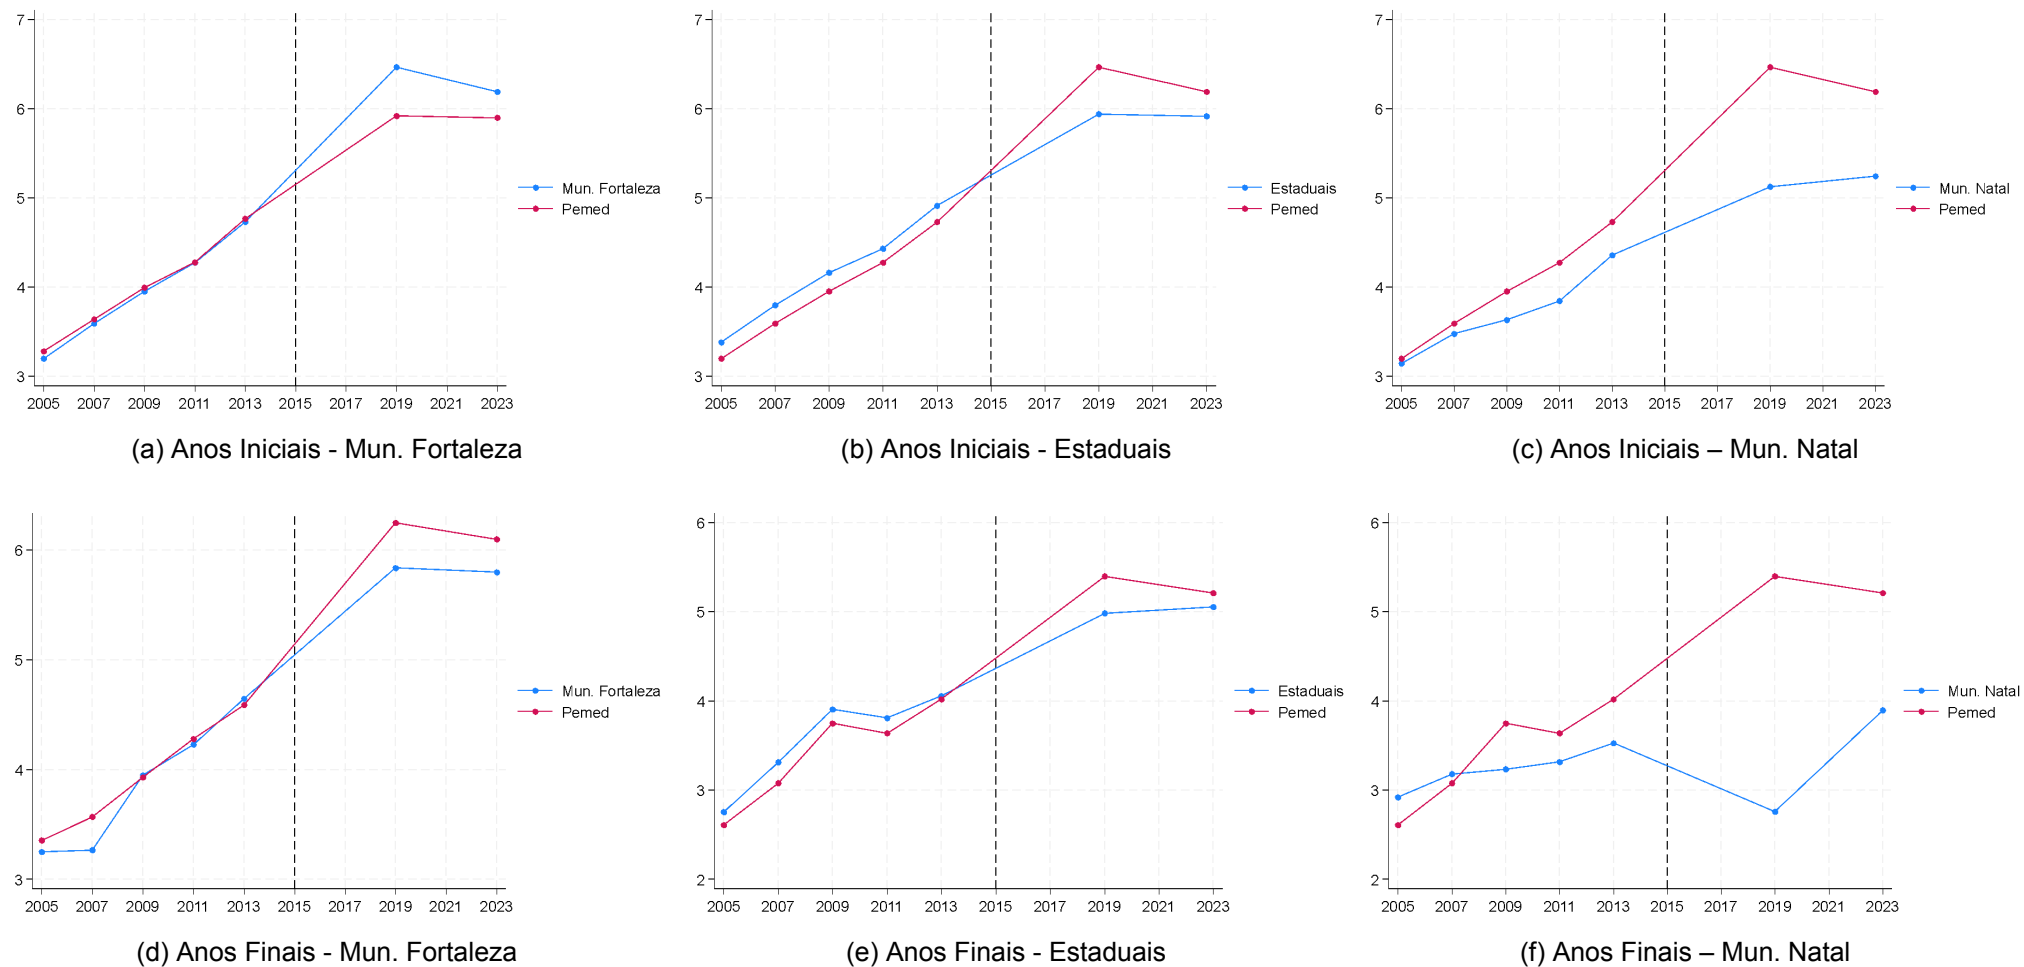 7
6
5
4
3
2005 2007 2009 2011 2013 2015 2017 2019 2021 2023
Mun. Fortaleza
Pemed
(a) Anos Iniciais - Mun. Fortaleza
7
6
5
4
3
2005 2007 2009 2011 2013 2015 2017 2019 2021 2023
Estaduais
Pemed
(b) Anos Iniciais - Estaduais
7
6
5
4
3
2005 2007 2009 2011 2013 2015 2017 2019 2021 2023
Mun. Natal
Pemed
(c) Anos Iniciais – Mun. Natal
6
5
4
3
2005 2007 2009 2011 2013 2015 2017 2019 2021 2023
Mun. Fortaleza
Pemed
(d) Anos Finais - Mun. Fortaleza
6
5
4
3
2
2005 2007 2009 2011 2013 2015 2017 2019 2021 2023
Estaduais
Pemed
(e) Anos Finais - Estaduais
6
5
4
3
2
2005 2007 2009 2011 2013 2015 2017 2019 2021 2023
Mun. Natal
Pemed
(f) Anos Finais – Mun. Natal